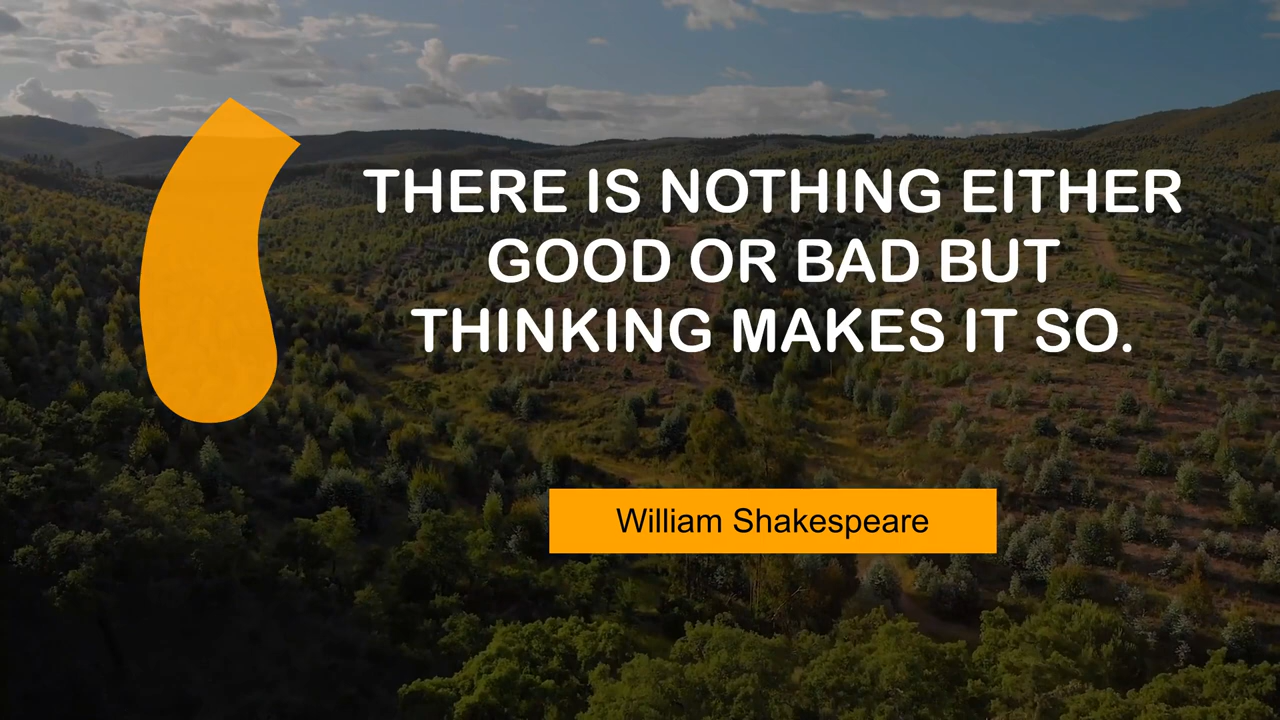 THERE IS NOTHING EITHER
GOOD OR BAD BUT
THINKING MAKES IT SO.
William Shakespeare